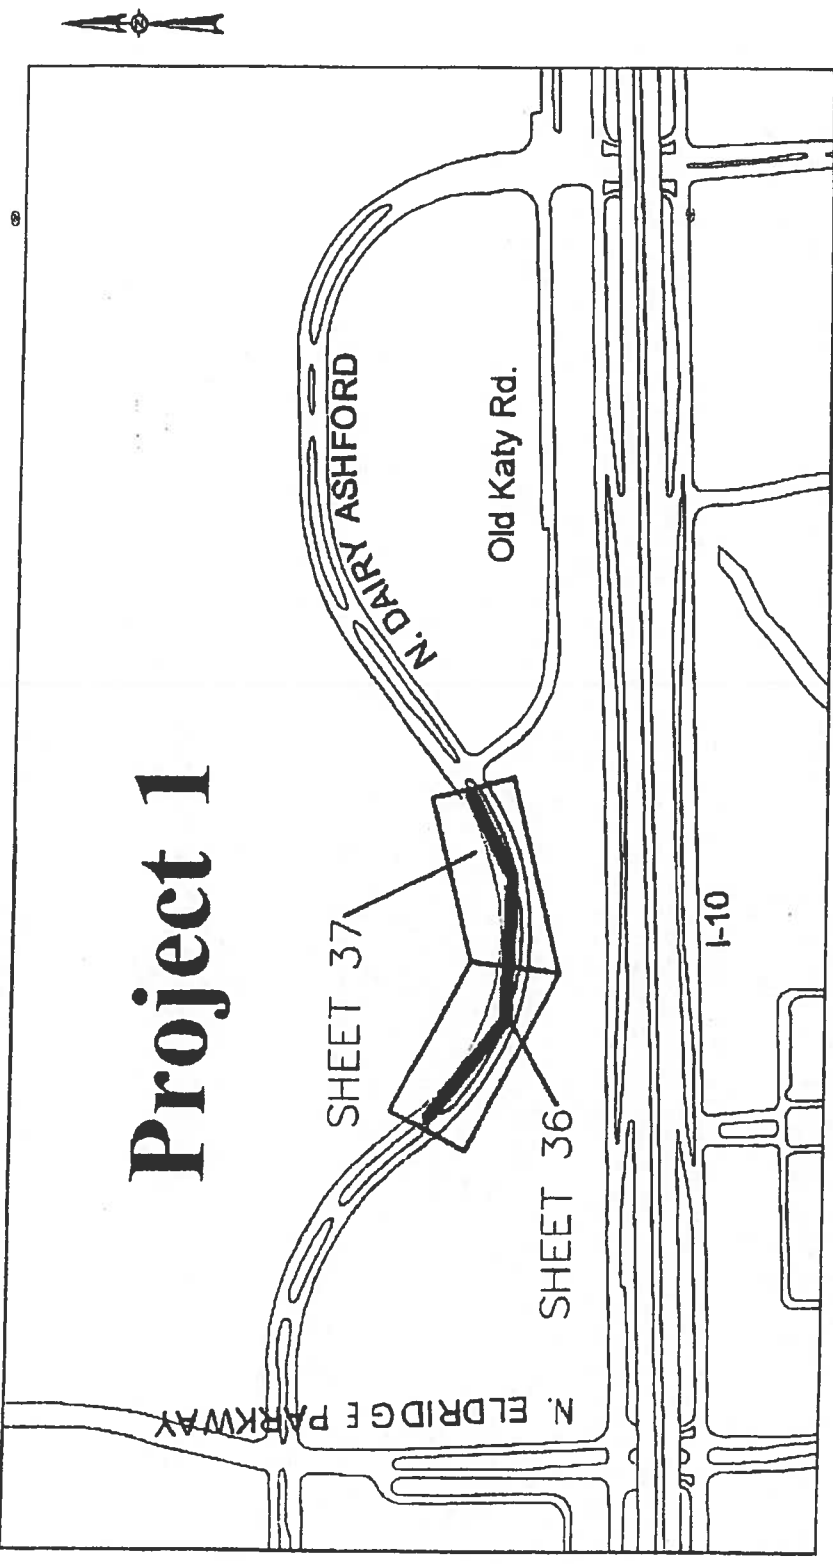 N
Project 1
SHEET 37
N. DAIRY ASHFORD
Old Katy Rd.
SHEET 36
N. ELDRIDGE PARKWAY
I-10